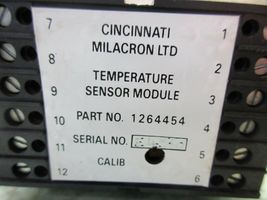 7 CINCINNATI 1
MILACRON LTD
8 2
TEMPERATURE
9 SENSOR MODULE 3
10 PART NO. 1264454 4
11 SERIAL NO. 5
12 CALIB 6